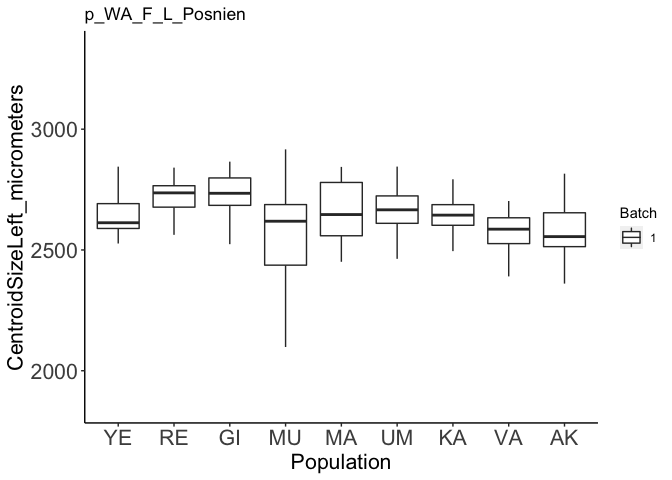 p_WA_F_L_Posnien
CentroidSizeLeft_micrometers
3000
2500
2000
YE RE GI MU MA UM KA VA AK
Population
Batch
1